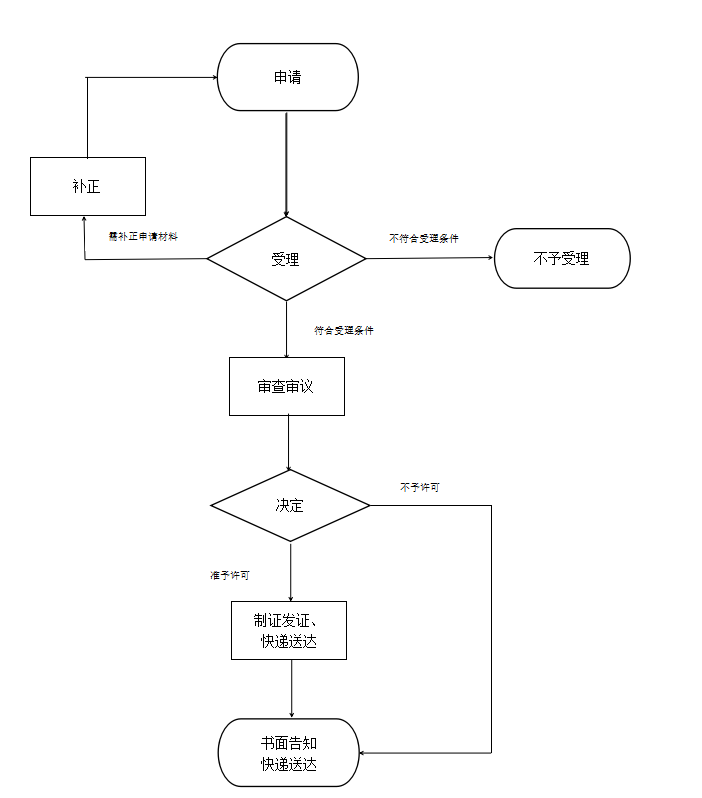 申请
补正
需补正申请材料
受理
不符合受理条件
不予受理
符合受理条件
审查审议
决定
不予许可
准予许可
制证发证、
快递送达
书面告知
快递送达